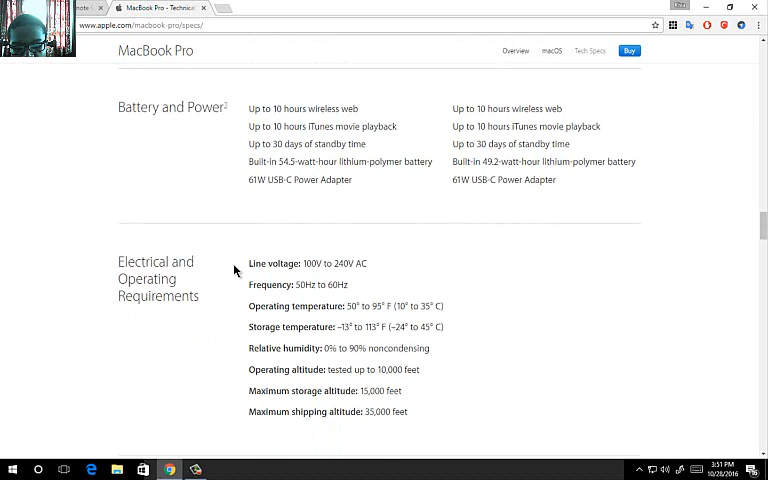 note L
MacBook Pro - Technical
Kita
www.apple.com/macbook-pro/specs/
MacBook Pro
Overview macOS Tech Specs Buy
Battery and Power2
Up to 10 hours wireless web
Up to 10 hours iTunes movie playback
Up to 30 days of standby time
Built-in 54.5-watt-hour lithium-polymer battery
61W USB-C Power Adapter
Up to 10 hours wireless web
Up to 10 hours iTunes movie playback
Up to 30 days of standby time
Built-in 49.2-watt-hour lithium-polymer battery
61W USB-C Power Adapter
Electrical and
Operating
Requirements
Line voltage: 100V to 240V AC
Frequency: 50Hz to 60Hz
Operating temperature: 50° to 95° F (10° to 35° C)
Storage temperature: –13° to 113° F (–24° to 45° C)
Relative humidity: 0% to 90% noncondensing
Operating altitude: tested up to 10,000 feet
Maximum storage altitude: 15,000 feet
Maximum shipping altitude: 35,000 feet
3:51 PM
10/28/2016